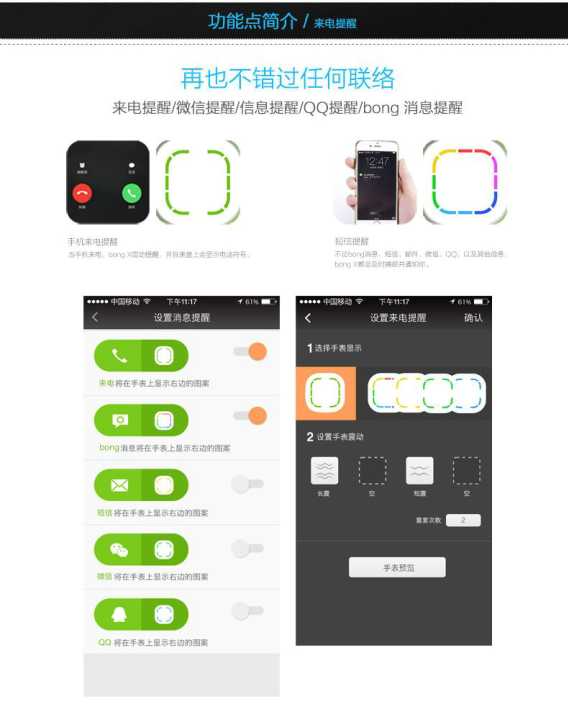 功能点简介 / 来电提醒
再也不错过任何联络
来电提醒/微信提醒/信息提醒/QQ提醒/bong 消息提醒
12:47
手机来电提醒
当手机来电，bong X震动提醒，并且表盘上会显示电话符号。
短信提醒
不论bong消息、短信、邮件、微信、QQ，以及其他信息，
bong X都会及时精准共通知你。
中国移动 下午11:17 61%
设置消息提醒
来电 将在手表上显示右边的图案
bong 消息将在手表上显示右边的图案
短信 将在手表上显示右边的图案
微信 将在手表上显示右边的图案
QQ 将在手表上显示右边的图案
中国移动 下午11:17 61%
设置来电提醒 确认
1 选择手表显示
2 设置手表震动
长震 空 短震 空
重复次数 2
手表预览